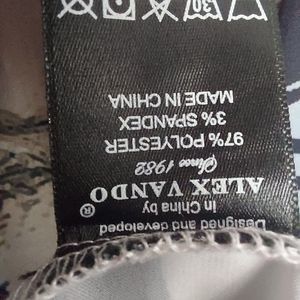 Designed and developed
In China by
ALEX VANDO®
Since 1982
97% POLYESTER
3% SPANDEX
MADE IN CHINA
30